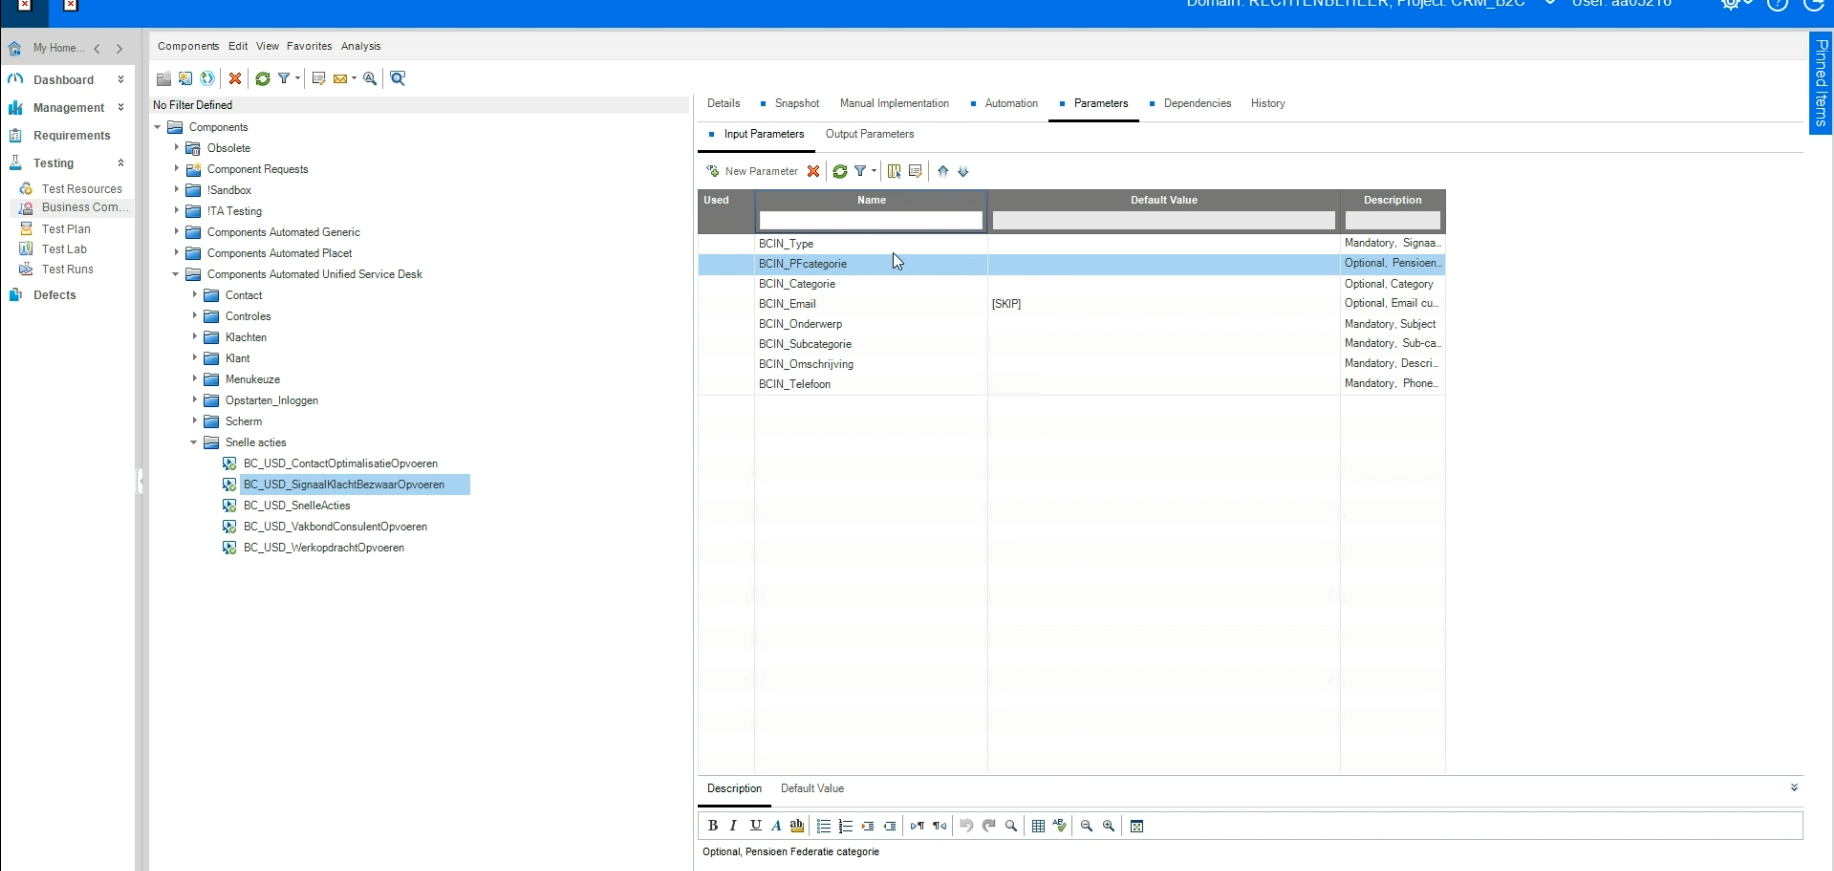 Domain: RECHTENBEHEER, Project: CRM_B2C User: aa05216
My Home...
Components Edit View Favorites Analysis
Pinned Items
Dashboard
Management
Requirements
Testing
Test Resources
Business Com...
Test Plan
Test Lab
Test Runs
Defects
No Filter Defined
Components
Obsolete
Component Requests
!Sandbox
!TA Testing
Components Automated Generic
Components Automated Placet
Components Automated Unified Service Desk
Contact
Controles
Klachten
Klant
Menukeuze
Opstarten_Inloggen
Scherm
Snelle acties
BC_USD_ContactOptimalisatieOpvoeren
BC_USD_SignaalKlachtBezwaarOpvoeren
BC_USD_SnelleActies
BC_USD_VakbondConsulentOpvoeren
BC_USD_WerkopdrachtOpvoeren
Details Snapshot Manual Implementation Automation Parameters Dependencies History
Input Parameters Output Parameters
New Parameter
Used Name Default Value Description
BCIN_Type Mandatory, Signaa...
BCIN_PFcategorie Optional, Pensioen...
BCIN_Categorie Optional, Category
BCIN_Email [SKIP] Optional, Email cu...
BCIN_Onderwerp Mandatory, Subject
BCIN_Subcategorie Mandatory, Sub-ca...
BCIN_Omschrijving Mandatory, Descri...
BCIN_Telefoon Mandatory, Phone...
Description Default Value
B I U A ab
Optional, Pensioen Federatie categorie